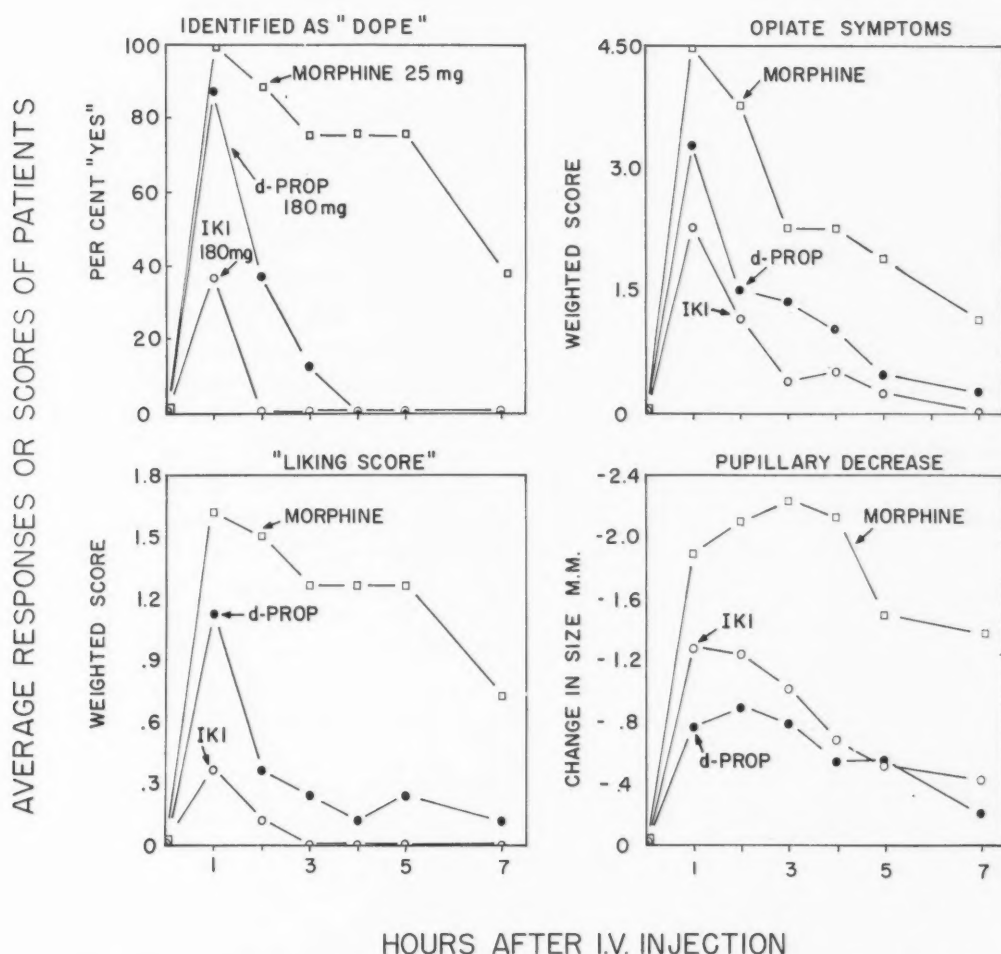 AVERAGE RESPONSES OR SCORES OF PATIENTS
IDENTIFIED AS "DOPE"
PER CENT "YES"
100
80
60
40
20
0
MORPHINE 25 mg
d-PROP
180mg
IKI
180mg
OPIATE SYMPTOMS
WEIGHTED SCORE
4.50
3.0
1.5
0
MORPHINE
d-PROP
IKI
"LIKING SCORE"
WEIGHTED SCORE
1.8
1.5
1.2
.9
.6
.3
0
MORPHINE
d-PROP
IKI
1
3
5
7
PUPILLARY DECREASE
CHANGE IN SIZE M.M.
-2.4
-2.0
-1.6
-1.2
-.8
-.4
0
MORPHINE
IKI
d-PROP
1
3
5
7
HOURS AFTER I.V. INJECTION